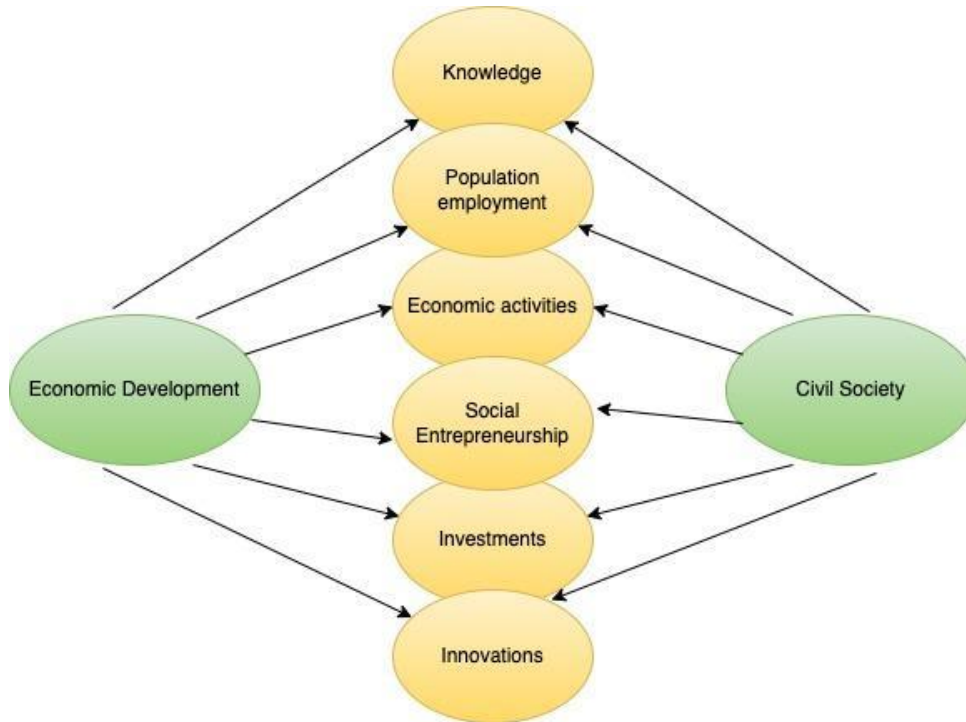 Knowledge
Population
employment
Economic activities
Economic Development
Civil Society
Social
Entrepreneurship
Investments
Innovations